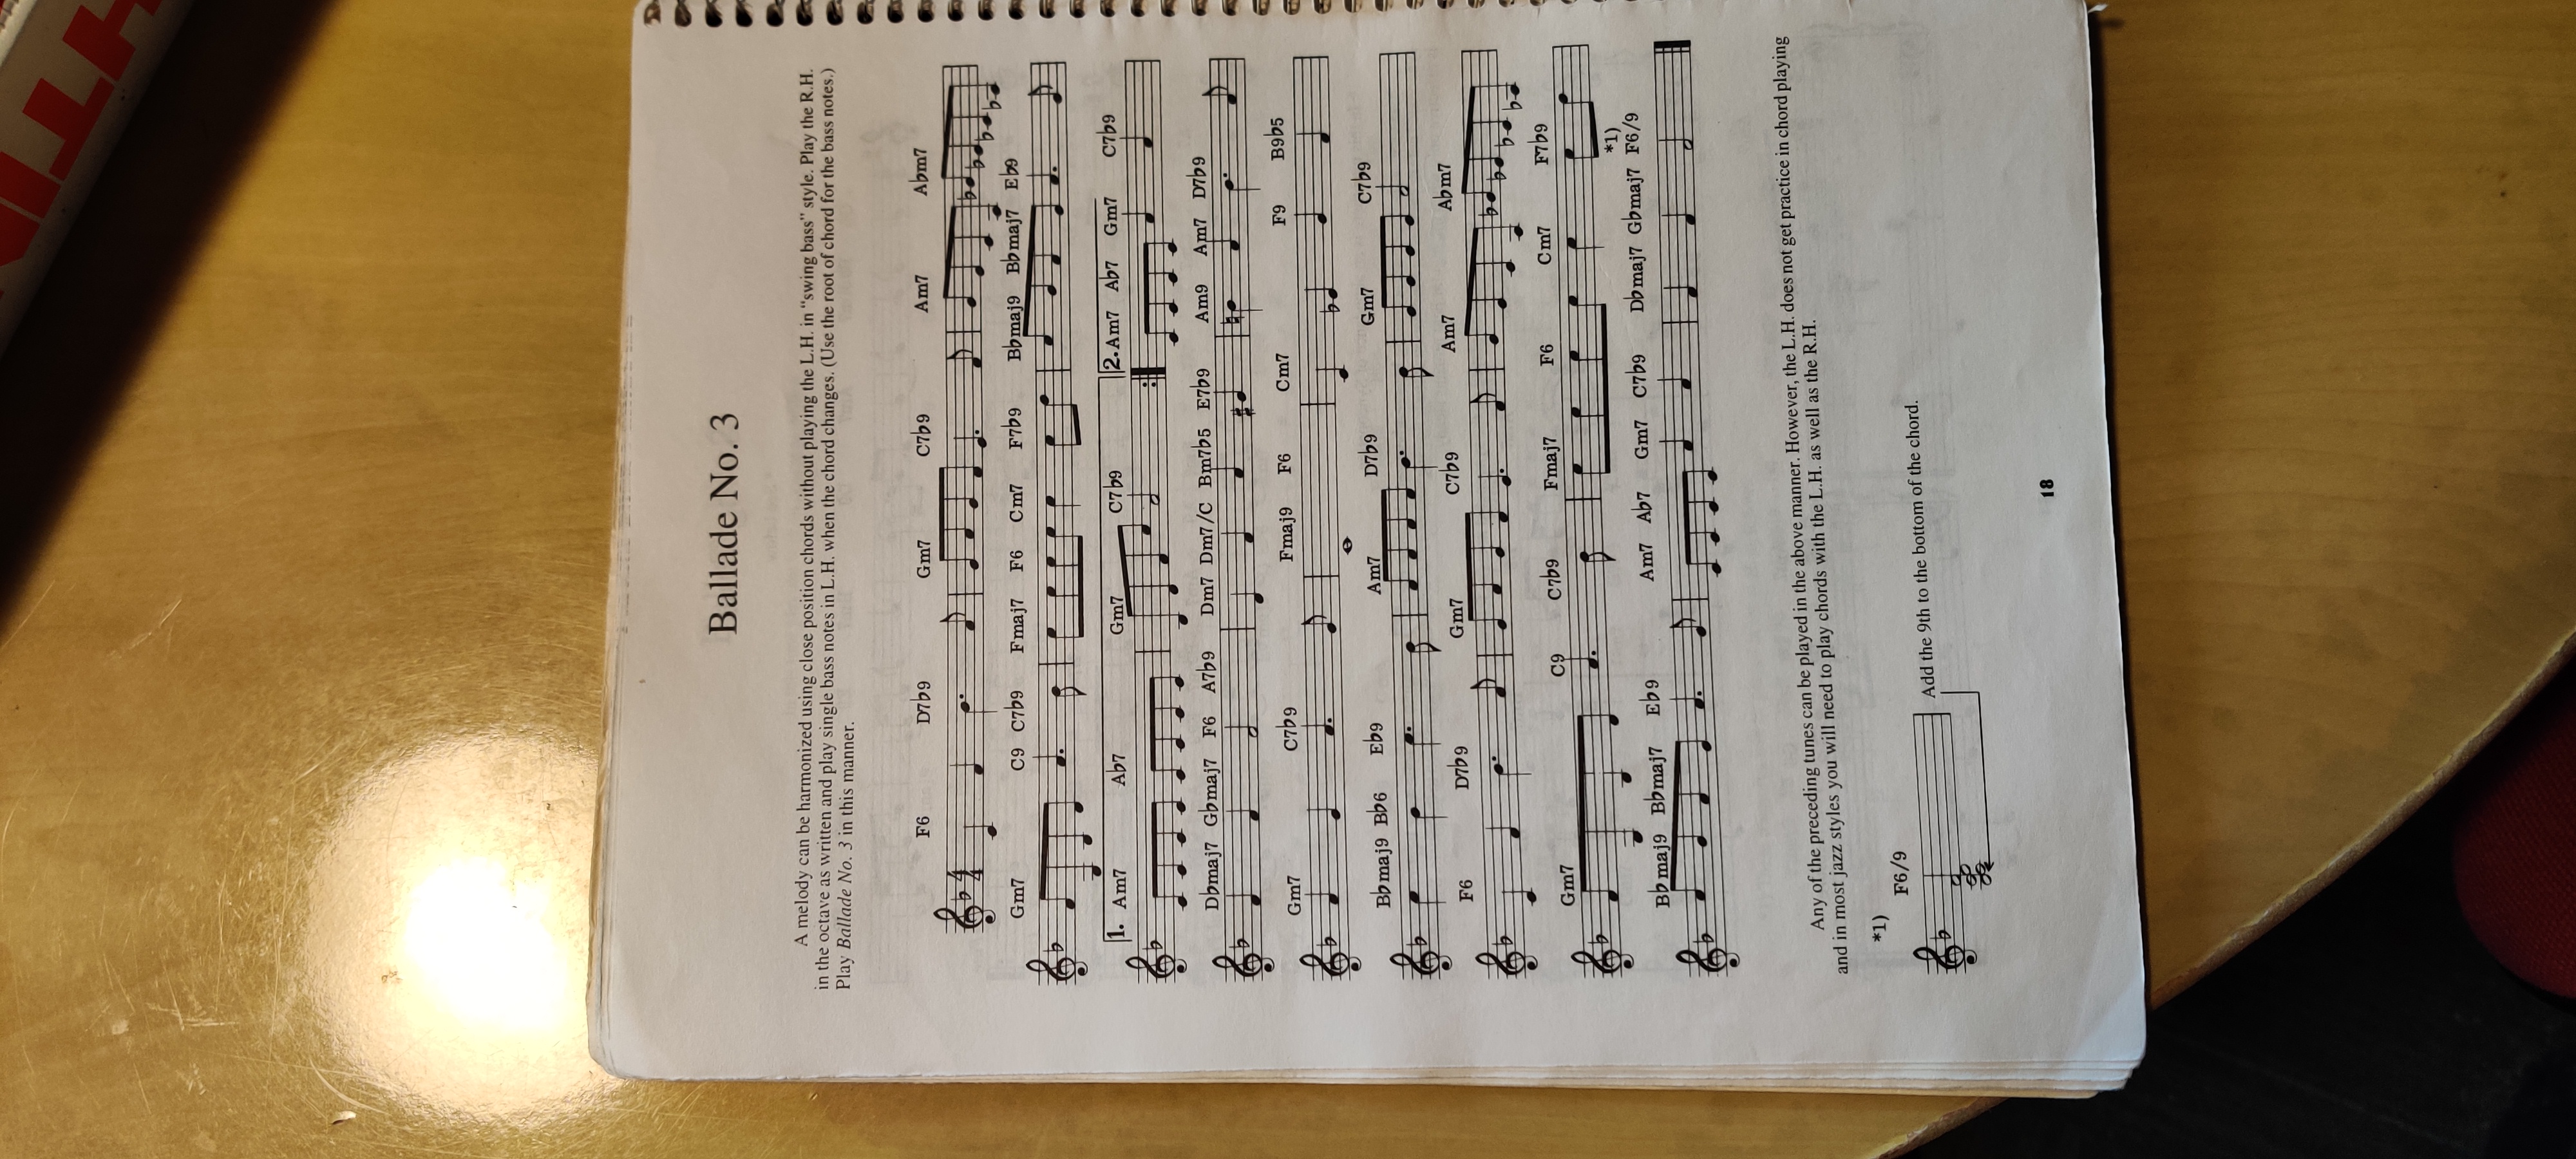 Ballade No. 3
A melody can be harmonized using close position chords without playing the L.H. in "swing bass" style. Play the R.H.
in the octave as written and play single bass notes in L.H. when the chord changes. (Use the root of chord for the bass notes.)
Play Ballade No. 3 in this manner.
F6 D7♭9 Gm7 C7♭9 Am7 A♭m7
4
4
Gm7 C9 C7♭9 Fmaj7 F6 Cm7 F7♭9 B♭maj9 B♭maj7 E♭9
1. Am7 A♭7 Gm7 C7♭9 2. Am7 A♭7 Gm7 C7♭9
D♭maj7 G♭maj7 F6 A7♭9 Dm7 Dm7/C Bm7♭5 E7♭9 Am9 Am7 D7♭9
Gm7 C7♭9 Fmaj9 F6 Cm7 F9 B9♭5
B♭maj9 B♭6 E♭9 Am7 D7♭9 Gm7 C7♭9
F6 D7♭9 Gm7 C7♭9 Am7 A♭m7
Gm7 C9 C7♭9 Fmaj7 F6 Cm7 F7♭9
*1)
B♭maj9 B♭maj7 E♭9 Am7 A♭7 Gm7 C7♭9 D♭maj7 G♭maj7 F6/9
Any of the preceding tunes can be played in the above manner. However, the L.H. does not get practice in chord playing
and in most jazz styles you will need to play chords with the L.H. as well as the R.H.
*1)
F6/9
Add the 9th to the bottom of the chord.
18